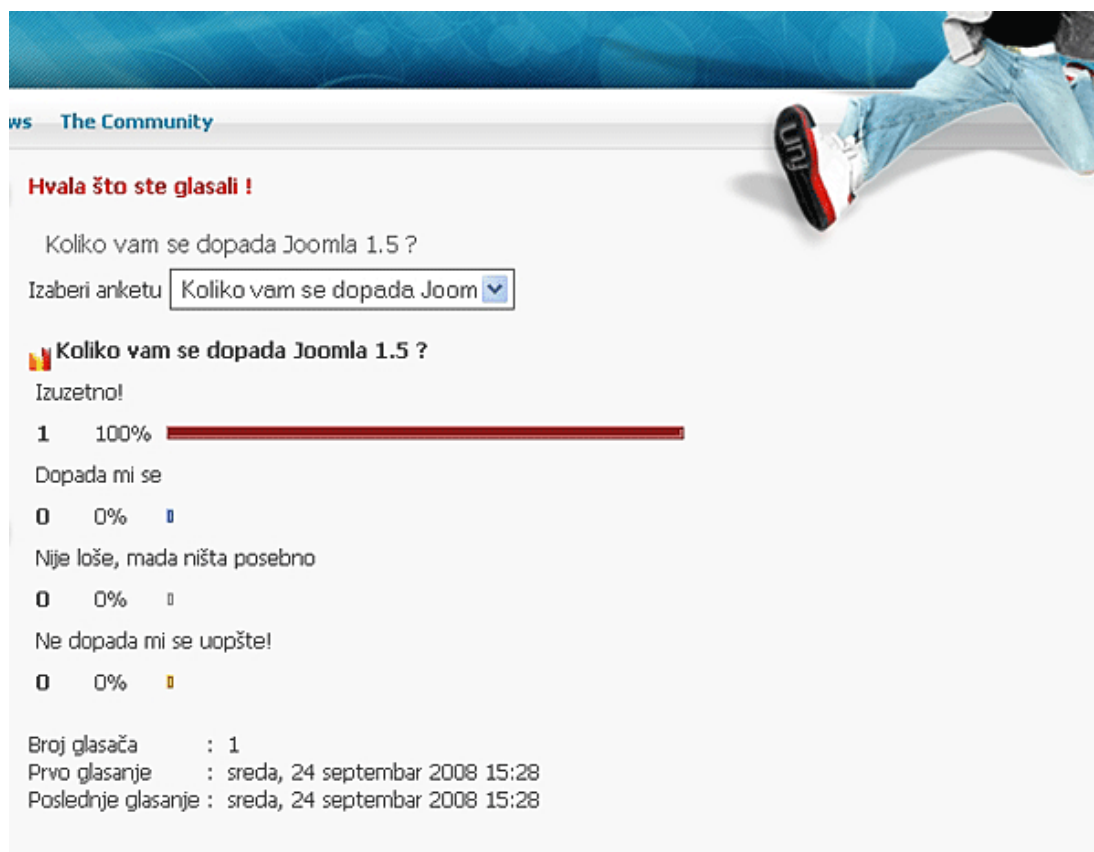 ws The Community
Hvala što ste glasali !
Koliko vam se dopada Joomla 1.5 ?
Izaberi anketu Koliko vam se dopada Joom
Koliko vam se dopada Joomla 1.5 ?
Izuzetno!
1 100%
Dopada mi se
0 0%
Nije loše, mada ništa posebno
0 0%
Ne dopada mi se uopšte!
0 0%
Broj glasača : 1
Prvo glasanje : sreda, 24 septembar 2008 15:28
Poslednje glasanje : sreda, 24 septembar 2008 15:28